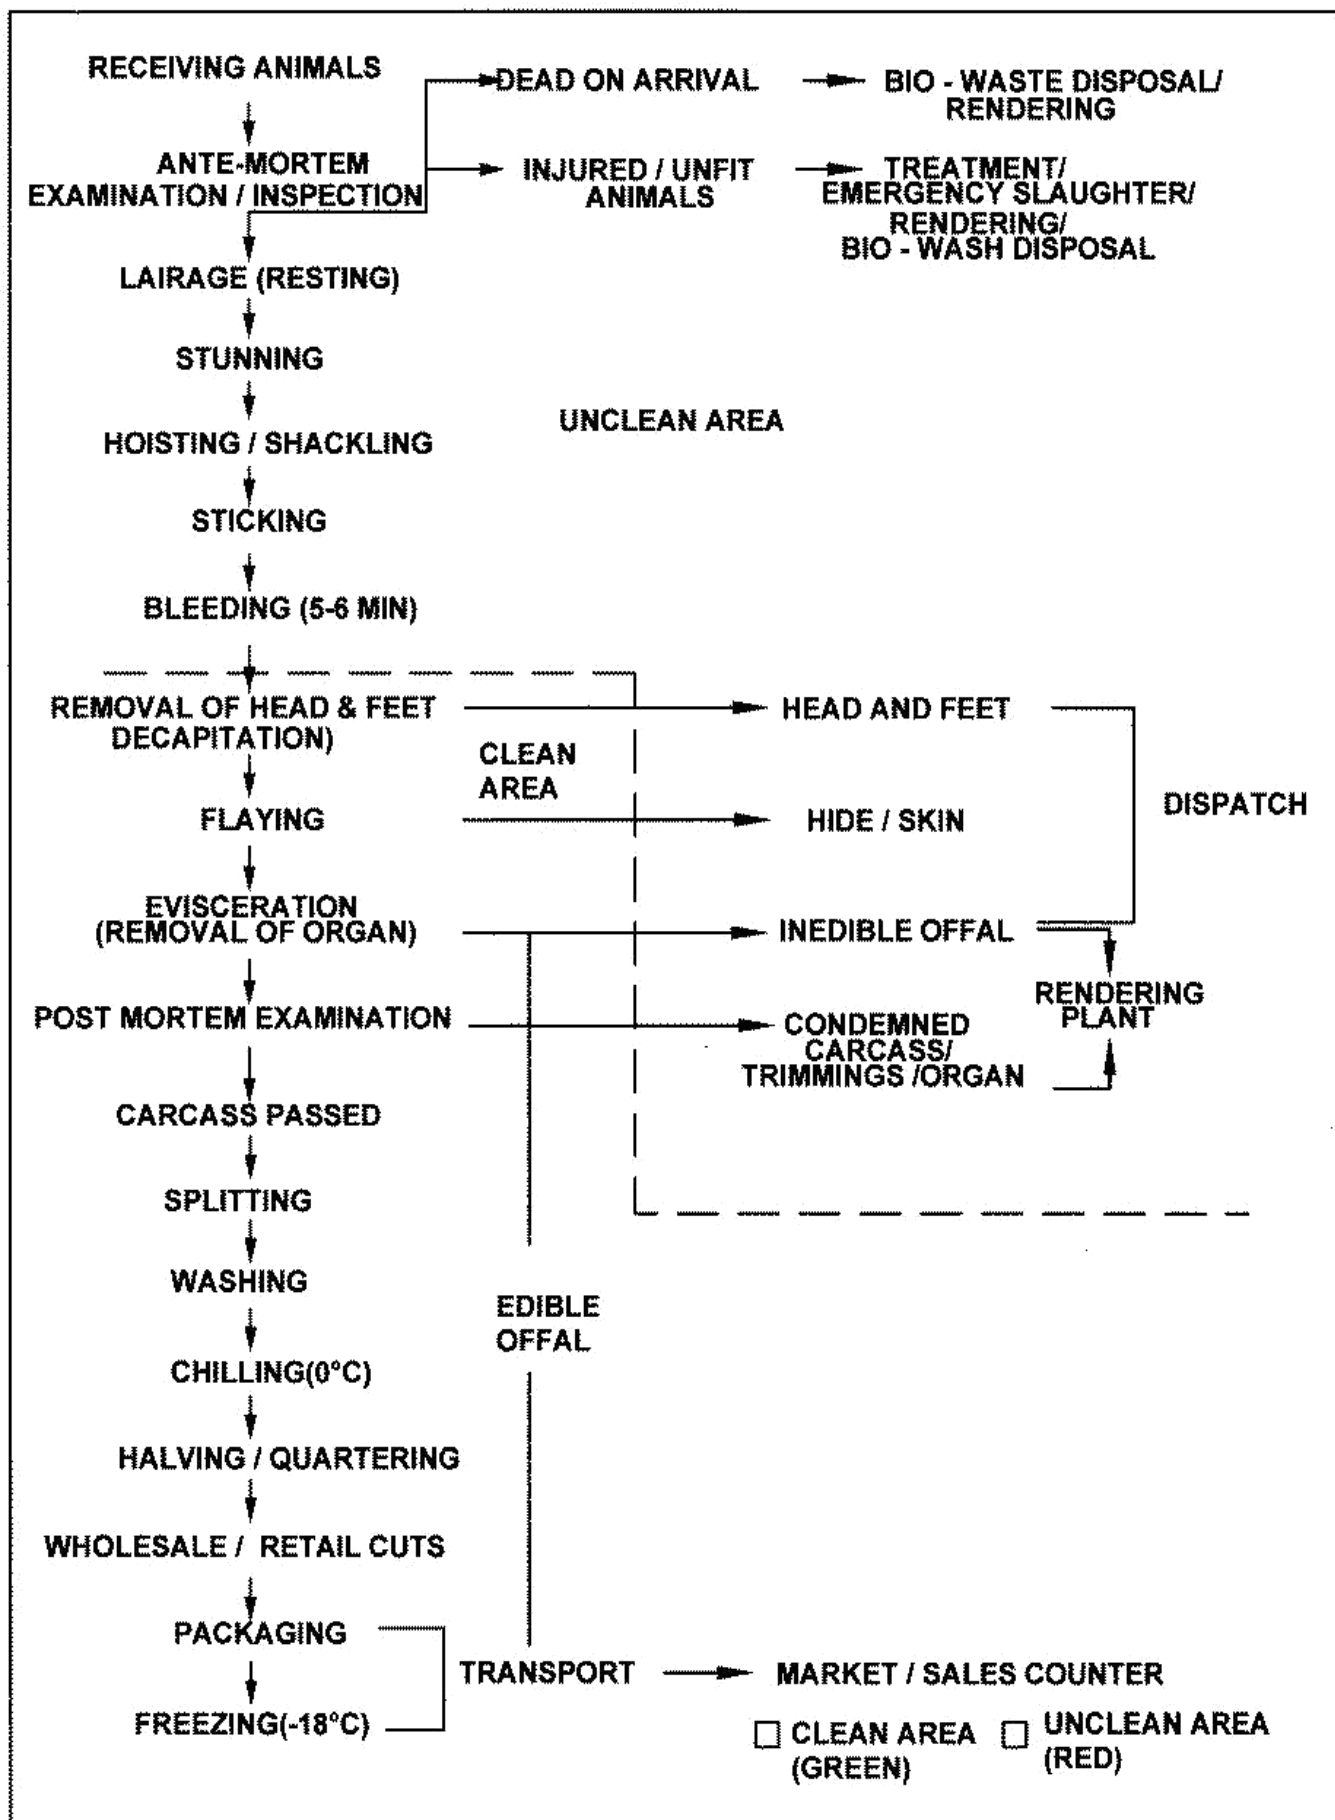 RECEIVING ANIMALS
DEAD ON ARRIVAL
BIO - WASTE DISPOSAL/
RENDERING
ANTE-MORTEM
EXAMINATION / INSPECTION
INJURED / UNFIT
ANIMALS
TREATMENT/
EMERGENCY SLAUGHTER/
RENDERING/
BIO - WASH DISPOSAL
LAIRAGE (RESTING)
STUNNING
UNCLEAN AREA
HOISTING / SHACKLING
STICKING
BLEEDING (5-6 MIN)
REMOVAL OF HEAD & FEET
DECAPITATION)
HEAD AND FEET
CLEAN
AREA
DISPATCH
FLAYING
HIDE / SKIN
EVISCERATION
(REMOVAL OF ORGAN)
INEDIBLE OFFAL
RENDERING
PLANT
POST MORTEM EXAMINATION
CONDEMNED
CARCASS/
TRIMMINGS /ORGAN
CARCASS PASSED
SPLITTING
WASHING
EDIBLE
OFFAL
CHILLING(0°C)
HALVING / QUARTERING
WHOLESALE / RETAIL CUTS
PACKAGING
TRANSPORT
MARKET / SALES COUNTER
FREEZING(-18°C)
CLEAN AREA
(GREEN)
UNCLEAN AREA
(RED)